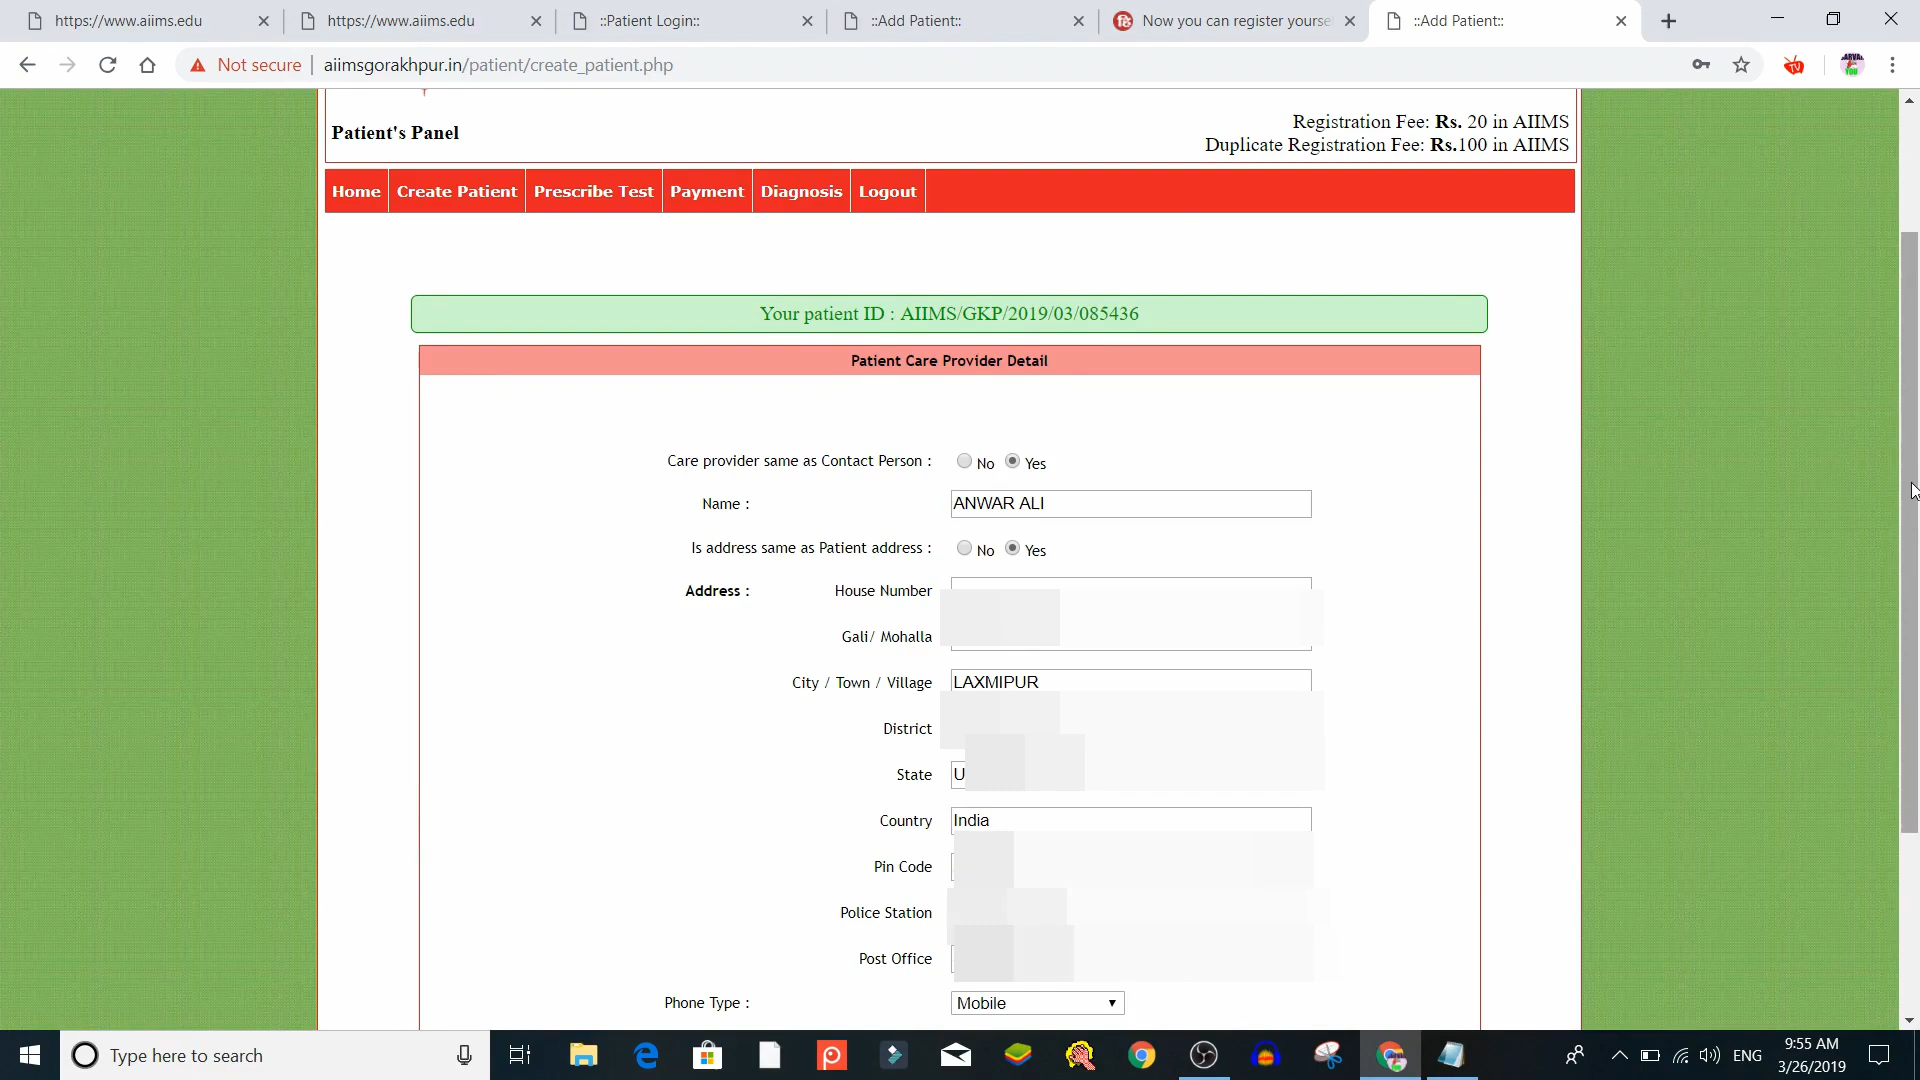 https://www.aiims.edu
https://www.aiims.edu
::Patient Login::
::Add Patient::
Now you can register yourse
::Add Patient::
Not secure
aiimsgorakhpur.in/patient/create_patient.php
Patient's Panel
Registration Fee: Rs. 20 in AIIMS
Duplicate Registration Fee: Rs.100 in AIIMS
Home
Create Patient
Prescribe Test
Payment
Diagnosis
Logout
Your patient ID : AIIMS/GKP/2019/03/085436
Patient Care Provider Detail
Care provider same as Contact Person :
No
Yes
Name :
ANWAR ALI
Is address same as Patient address :
No
Yes
Address :
House Number
Gali/ Mohalla
City / Town / Village
LAXMIPUR
District
State
U
Country
India
Pin Code
Police Station
Post Office
Phone Type :
Mobile
Type here to search
ENG
9:55 AM
3/26/2019